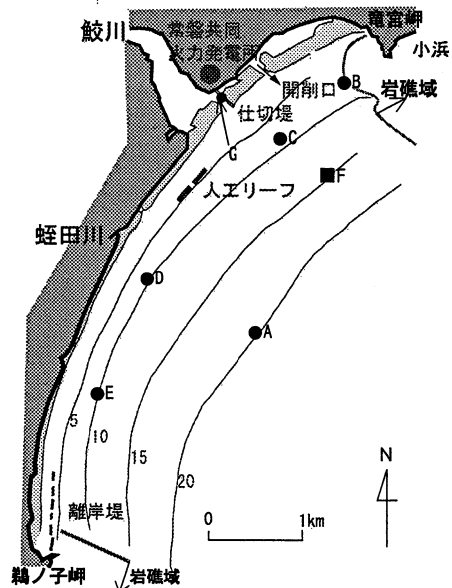 竜宮岬
鮫川
常磐共同
火力発電所
小浜
開削口
B
岩礁域
仕切堤
C
G
人工リーフ
F
蛭田川
D
A
E
5
10
15
20
N
離岸堤
0
1km
鵜ノ子岬
岩礁域